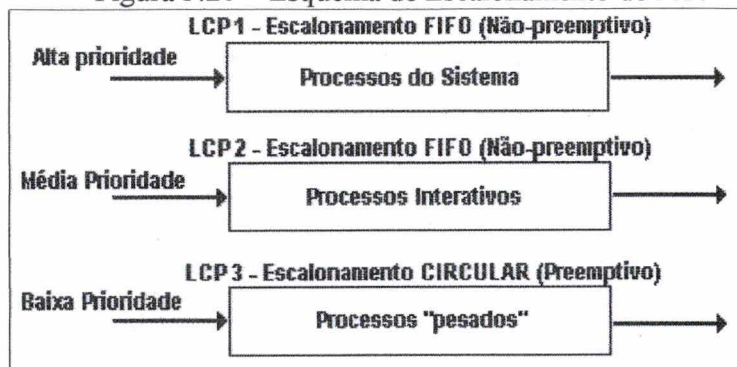 LCP 1 - Escalonamento FIFO (Não-preemptivo)
Alta prioridade
Processos do Sistema
LCP 2 - Escalonamento FIFO (Não-preemptivo)
Média Prioridade
Processos Interativos
LCP 3 - Escalonamento CIRCULAR (Preemptivo)
Baixa Prioridade
Processos "pesados"